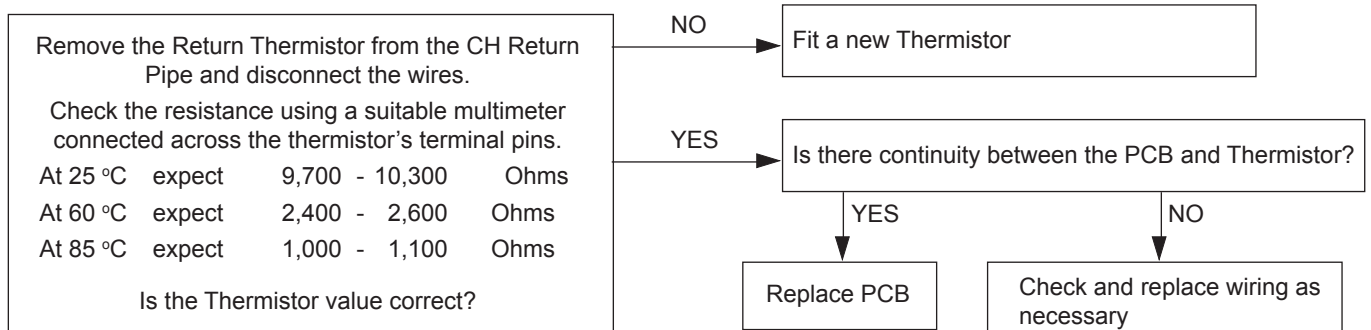 Remove the Return Thermistor from the CH Return
Pipe and disconnect the wires.
Check the resistance using a suitable multimeter
connected across the thermistor's terminal pins.
At 25 ºC expect 9,700 - 10,300 Ohms
At 60 ºC expect 2,400 - 2,600 Ohms
At 85 ºC expect 1,000 - 1,100 Ohms
Is the Thermistor value correct?
NO
Fit a new Thermistor
YES
Is there continuity between the PCB and Thermistor?
YES
Replace PCB
NO
Check and replace wiring as
necessary